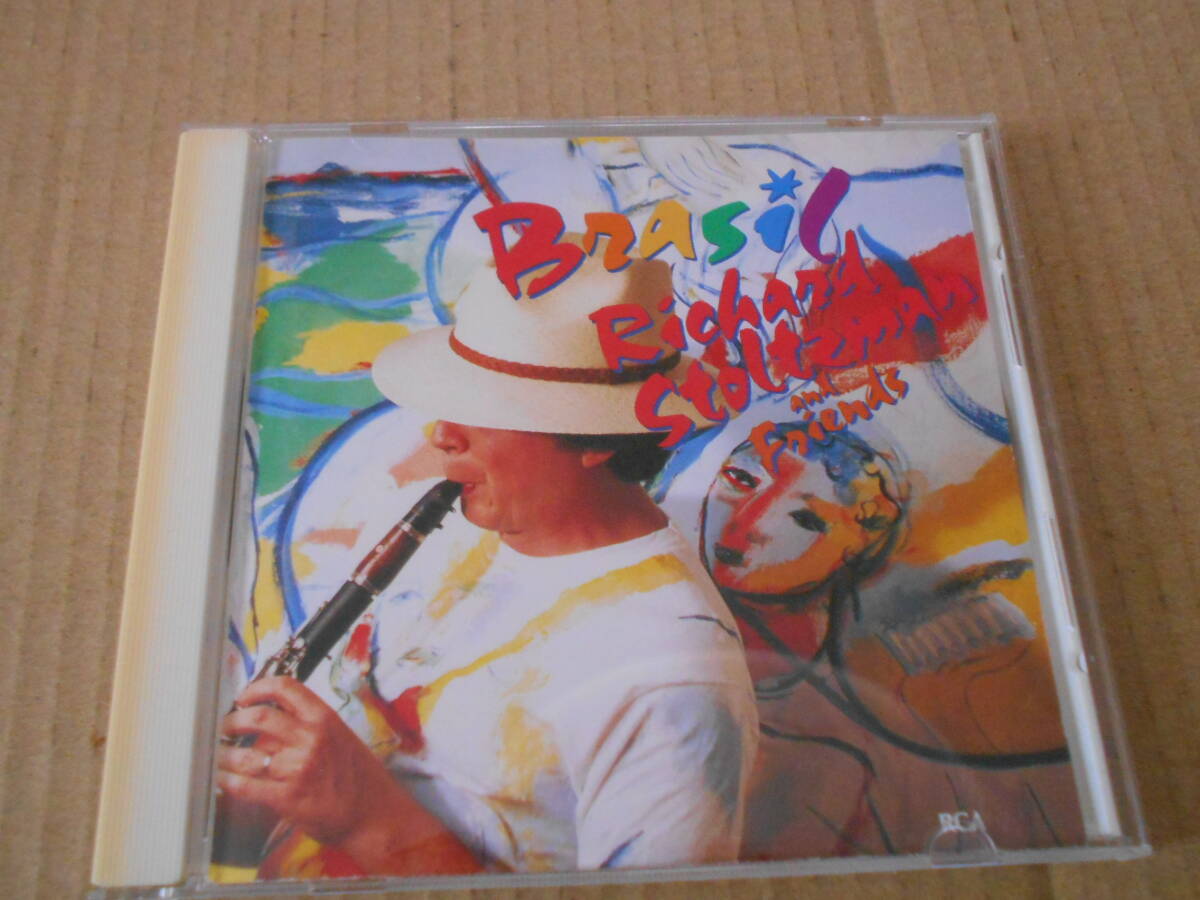 Brasil
Richard
Stoltzman
and
Friends
RCA